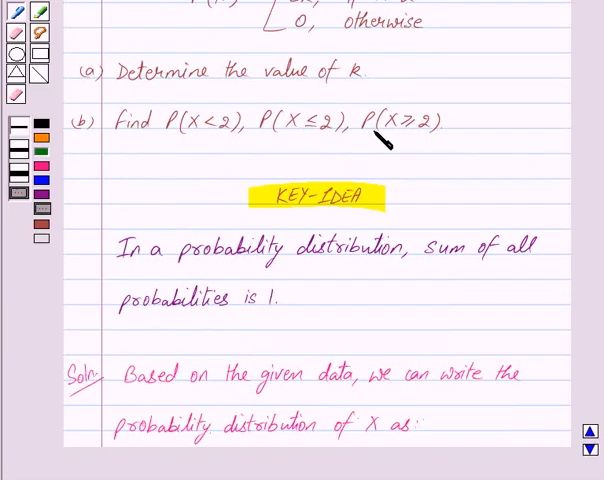 0, otherwise
(a) Determine the value of k.
(b) Find P(X < 2), P(X ≤ 2), P(X ≥ 2)
KEY-IDEA
In a probability distribution, sum of all
probabilities is 1.
Soln. Based on the given data, we can write the
probability distribution of X as: